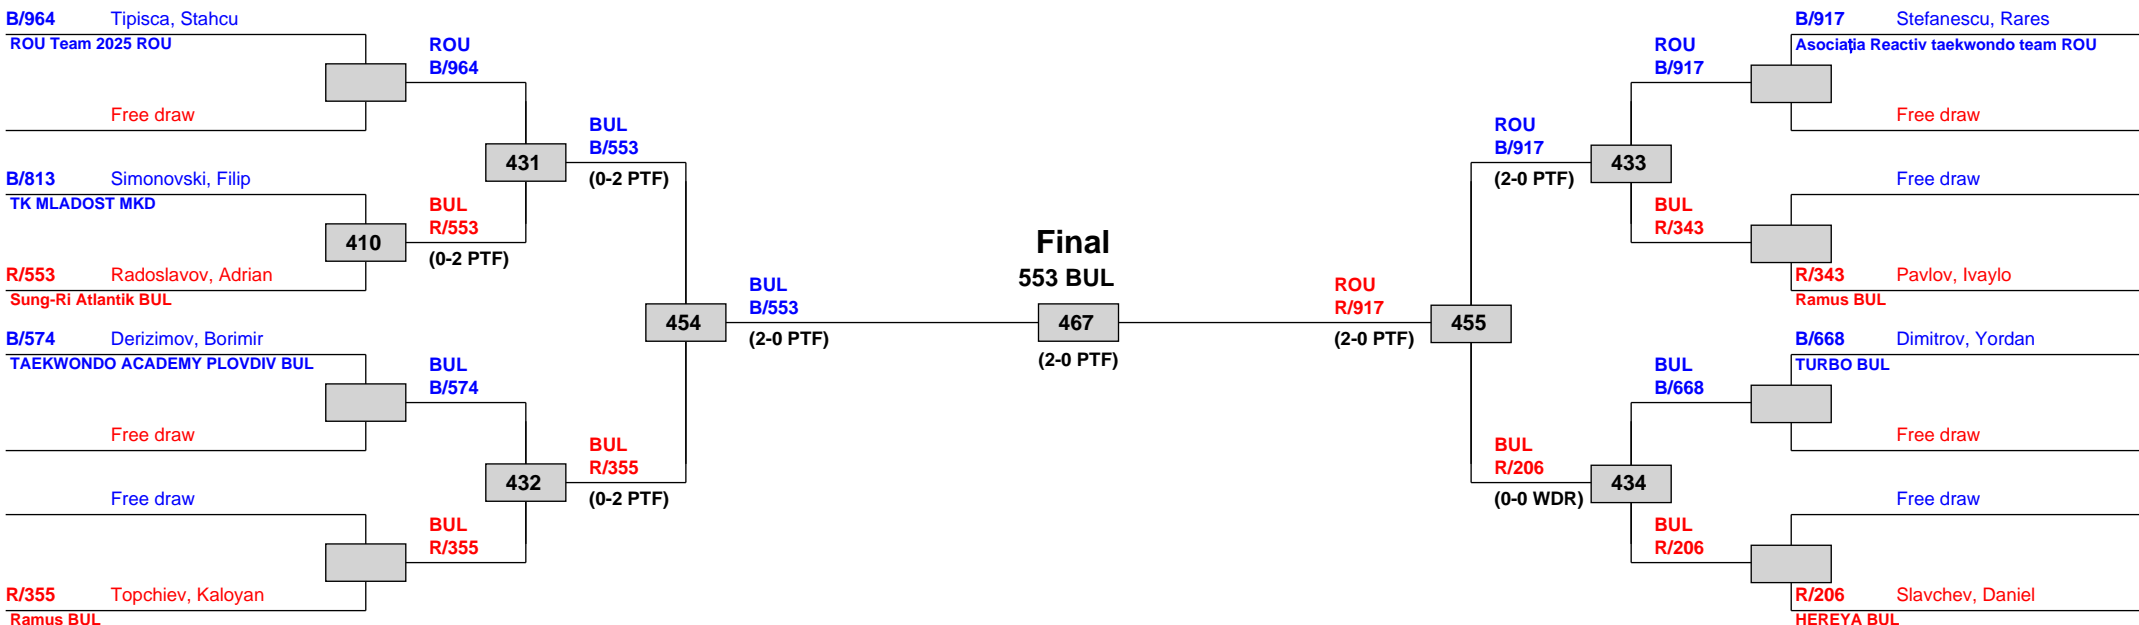 B/964 Tipisca, Stahcu
ROU Team 2025 ROU
Free draw
B/813 Simonovski, Filip
TK MLADOST MKD
410
R/553 Radoslavov, Adrian
Sung-Ri Atlantik BUL
B/574 Derizimov, Borimir
TAEKWONDO ACADEMY PLOVDIV BUL
Free draw
Free draw
R/355 Topchiev, Kaloyan
Ramus BUL
ROU
B/964
431
BUL
R/553
(0-2 PTF)
BUL
B/574
432
BUL
R/355
BUL
B/553
(0-2 PTF)
454
BUL
R/355
(0-2 PTF)
BUL
B/553
(2-0 PTF)
Final
553 BUL
467
(2-0 PTF)
ROU
R/917
(2-0 PTF)
455
ROU
B/917
(2-0 PTF)
BUL
R/206
(0-0 WDR)
ROU
B/917
433
BUL
R/343
BUL
B/668
434
BUL
R/206
B/917 Stefanescu, Rares
Asociaţia Reactiv taekwondo team ROU
Free draw
Free draw
R/343 Pavlov, Ivaylo
Ramus BUL
B/668 Dimitrov, Yordan
TURBO BUL
Free draw
Free draw
R/206 Slavchev, Daniel
HEREYA BUL